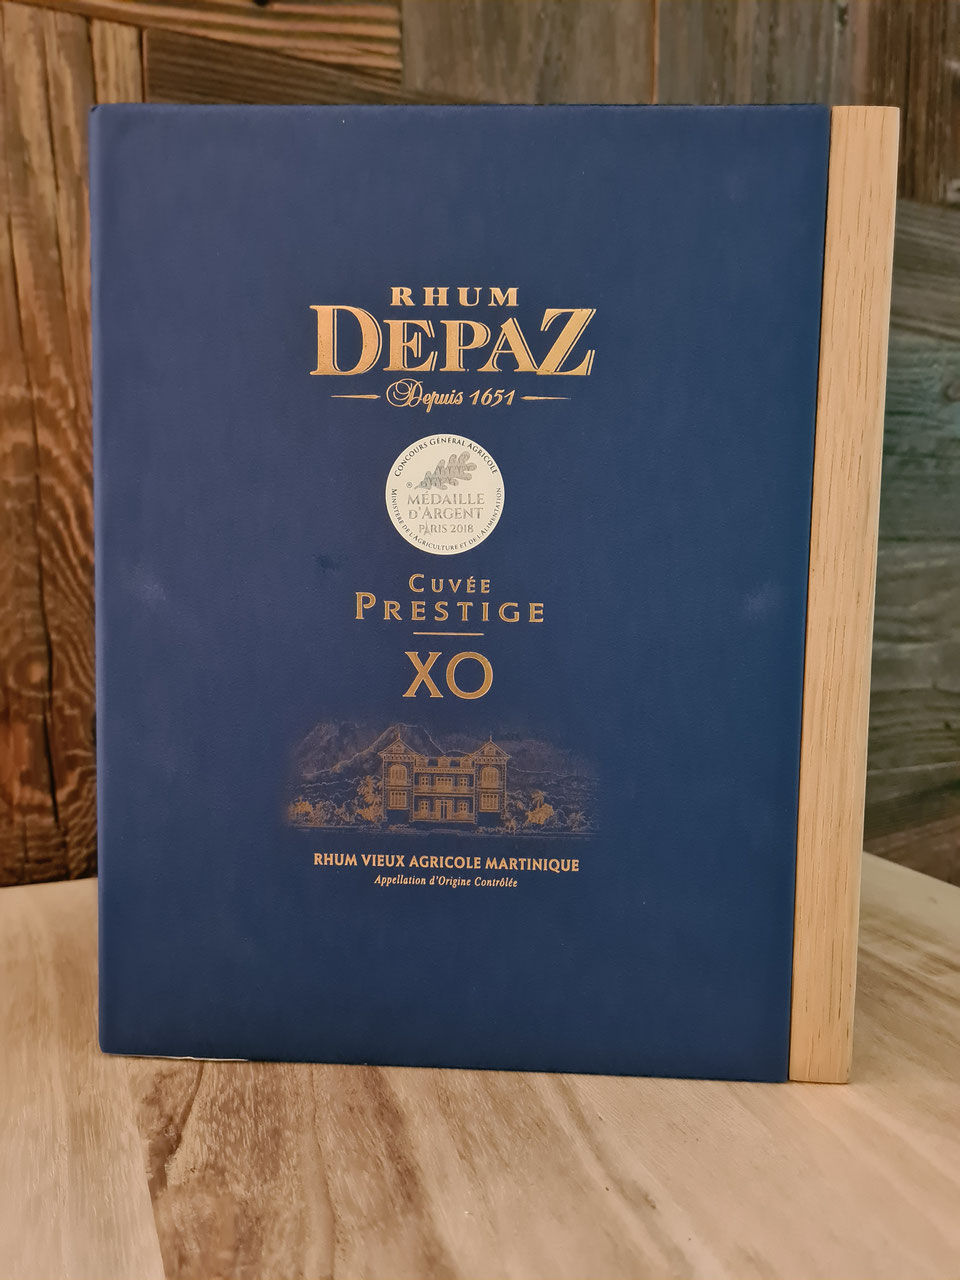 RHUM
DEPAZ
Depuis 1651
CONCOURS GÉNÉRAL AGRICOLE
®
MÉDAILLE
D'ARGENT
PARIS 2018
MINISTÈRE DE L'AGRICULTURE ET DE L'ALIMENTATION
CUVÉE
PRESTIGE
XO
RHUM VIEUX AGRICOLE MARTINIQUE
Appellation d'Origine Contrôlée